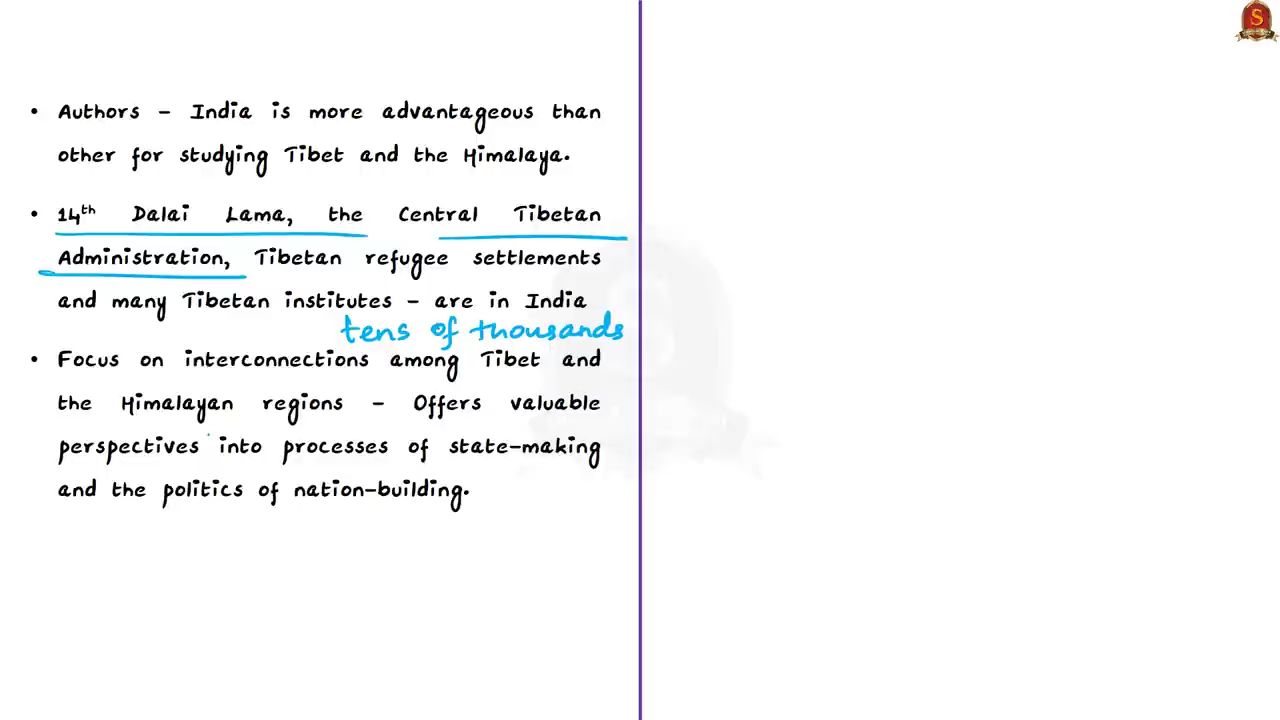 S
• Authors – India is more advantageous than
other for studying Tibet and the Himalaya.
• 14th Dalai Lama, the Central Tibetan
Administration, Tibetan refugee settlements
and many Tibetan institutes – are in India
tens of thousands
• Focus on interconnections among Tibet and
the Himalayan regions – Offers valuable
perspectives into processes of state-making
and the politics of nation-building.